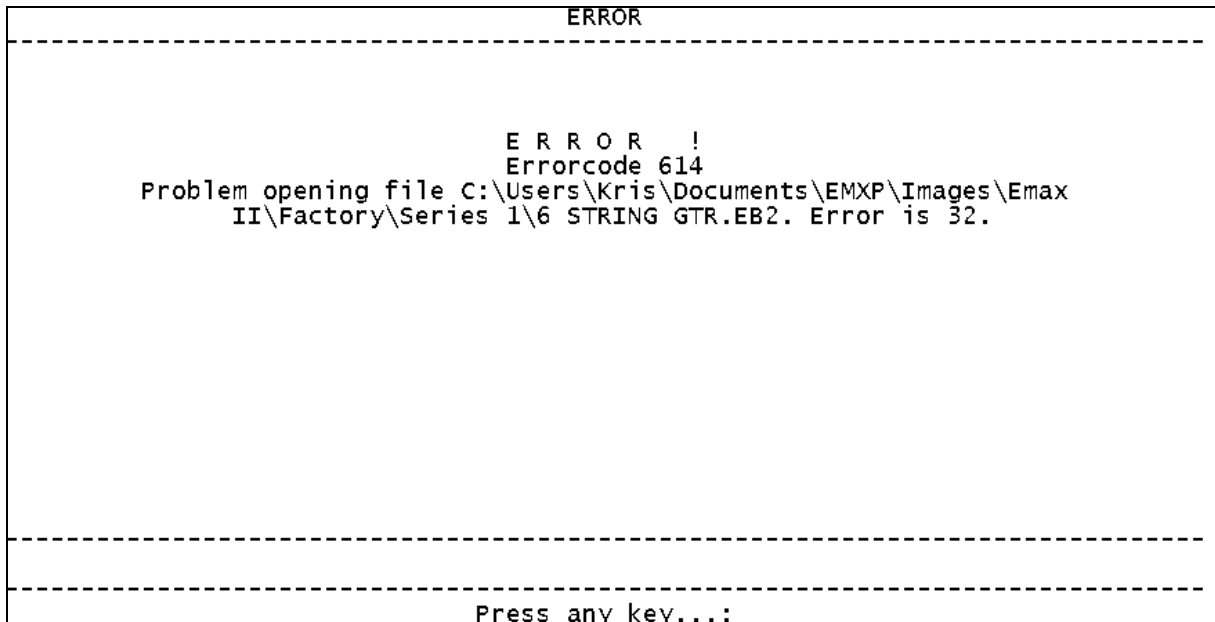 ERROR
--------------------------------------------------------------------------------
E R R O R   !
Errorcode 614
Problem opening file C:\Users\Kris\Documents\EMXP\Images\Emax
II\Factory\Series 1\6 STRING GTR.EB2. Error is 32.
--------------------------------------------------------------------------------
--------------------------------------------------------------------------------
Press any key...: